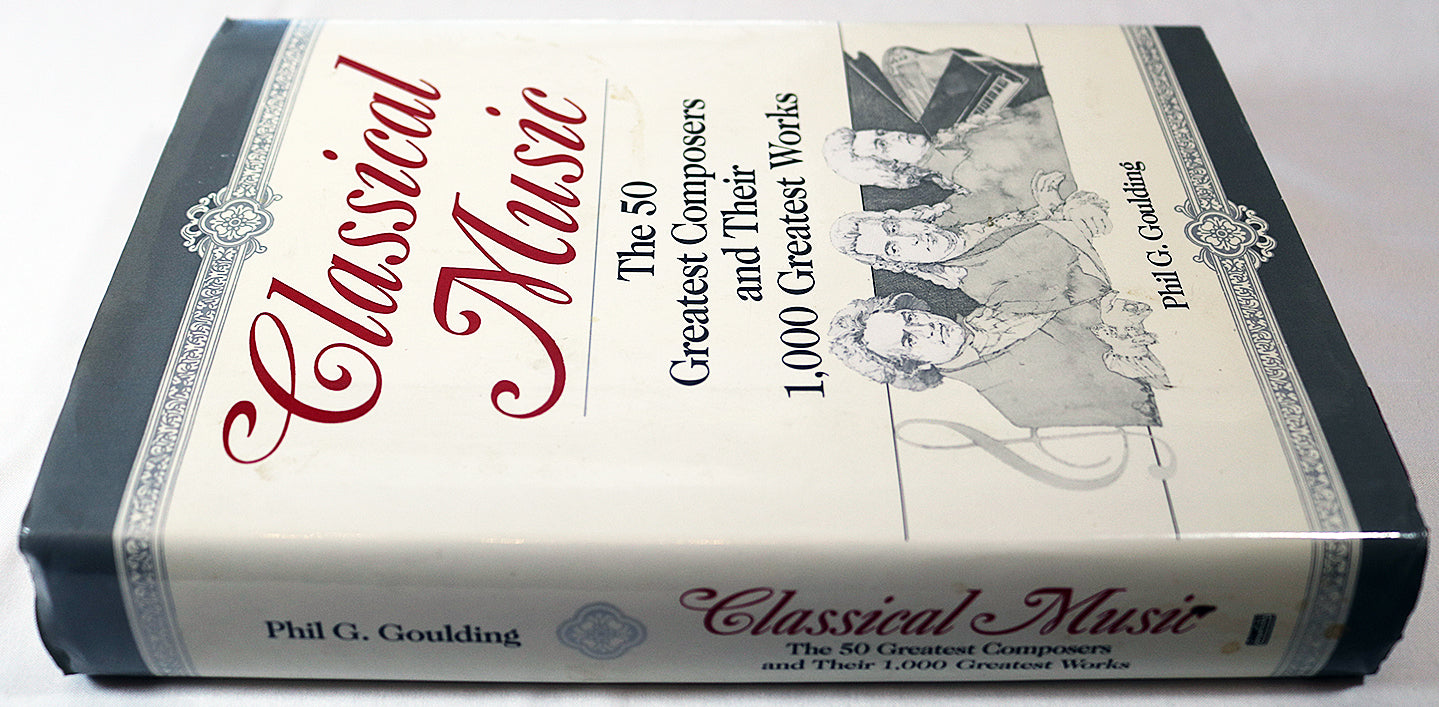 Classical
Music
The 50
Greatest Composers
and Their
1,000 Greatest Works
Phil G. Goulding
Phil G. Goulding
Classical Music
The 50 Greatest Composers
and Their 1,000 Greatest Works